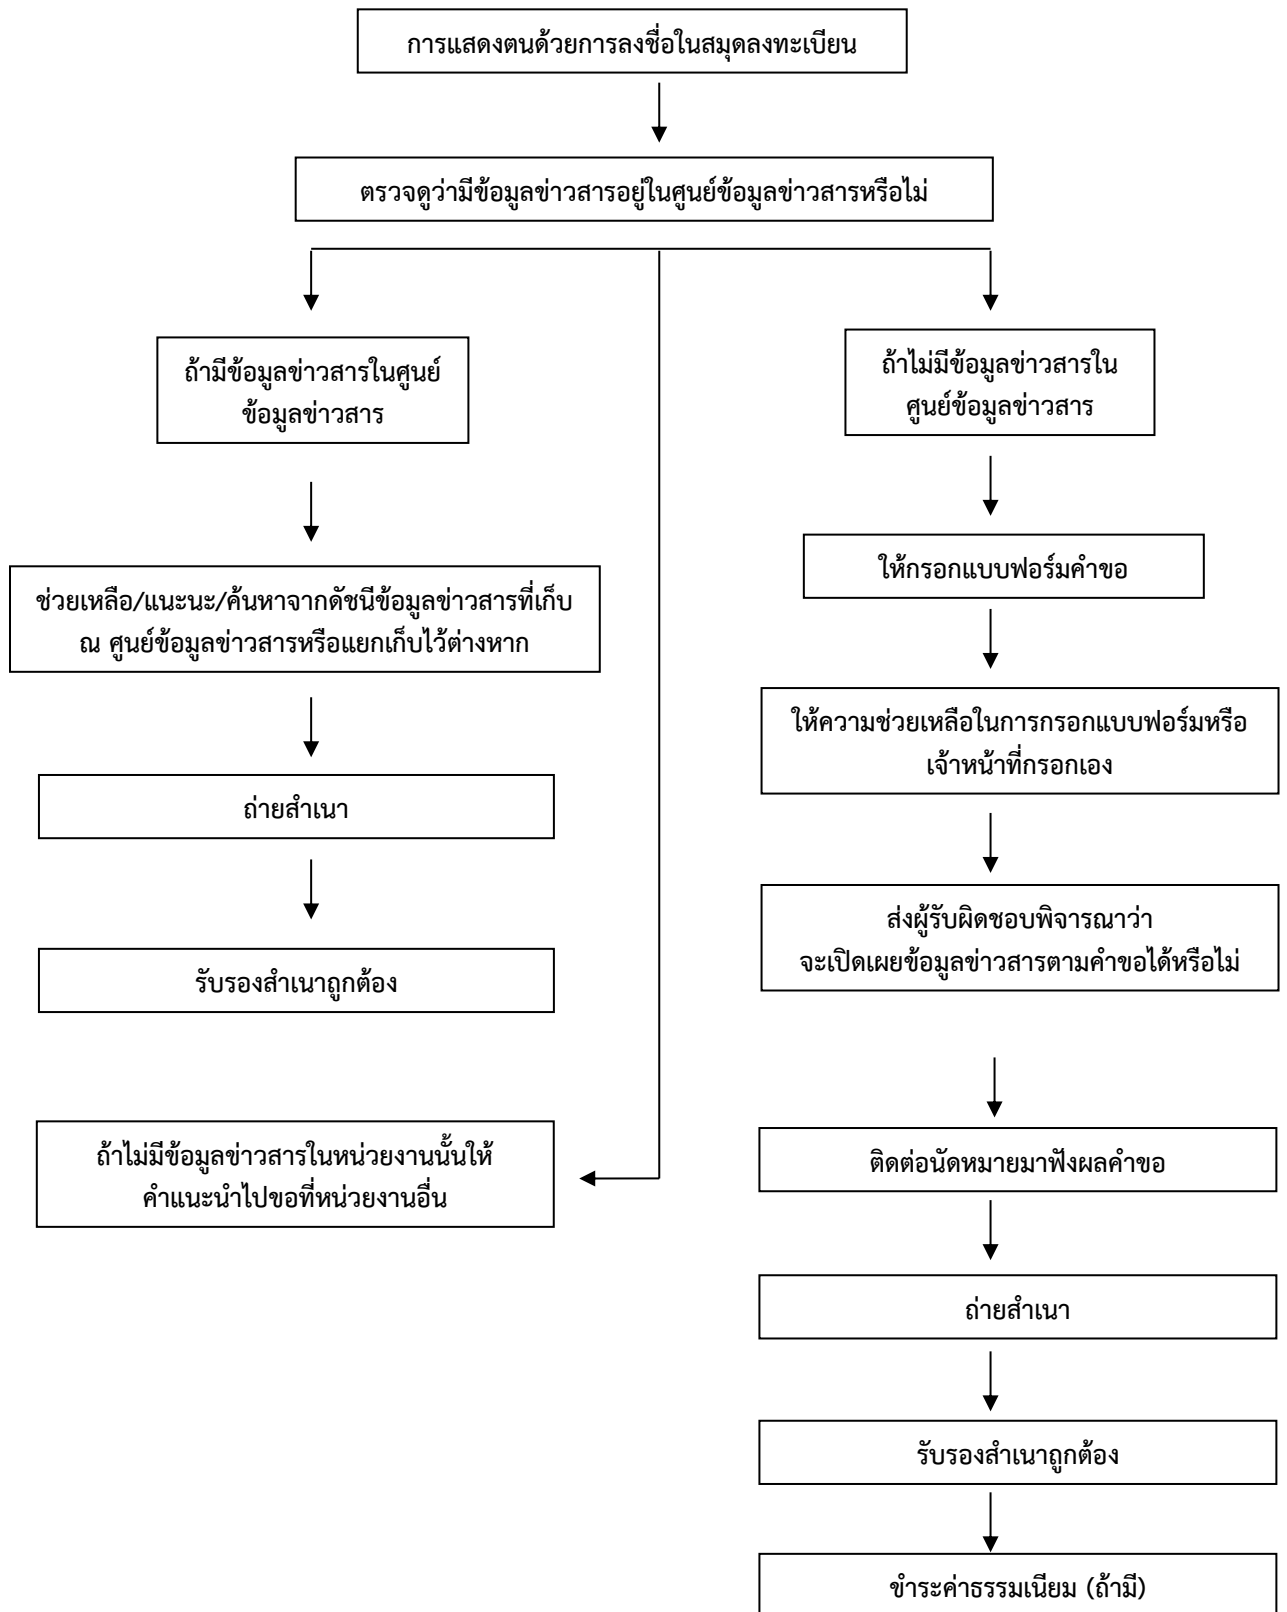 การแสดงตนด้วยการลงชื่อในสมุดลงทะเบียน
ตรวจดูว่ามีข้อมูลข่าวสารอยู่ในศูนย์ข้อมูลข่าวสารหรือไม่
ถ้ามีข้อมูลข่าวสารในศูนย์
ข้อมูลข่าวสาร
ช่วยเหลือ/แนะนะ/ค้นหาจากดัชนีข้อมูลข่าวสารที่เก็บ
ณ ศูนย์ข้อมูลข่าวสารหรือแยกเก็บไว้ต่างหาก
ถ่ายสำเนา
รับรองสำเนาถูกต้อง
ถ้าไม่มีข้อมูลข่าวสารในหน่วยงานนั้นให้
คำแนะนำไปขอที่หน่วยงานอื่น
ถ้าไม่มีข้อมูลข่าวสารใน
ศูนย์ข้อมูลข่าวสาร
ให้กรอกแบบฟอร์มคำขอ
ให้ความช่วยเหลือในการกรอกแบบฟอร์มหรือ
เจ้าหน้าที่กรอกเอง
ส่งผู้รับผิดชอบพิจารณาว่า
จะเปิดเผยข้อมูลข่าวสารตามคำขอได้หรือไม่
ติดต่อนัดหมายมาฟังผลคำขอ
ถ่ายสำเนา
รับรองสำเนาถูกต้อง
ขำระค่าธรรมเนียม (ถ้ามี)